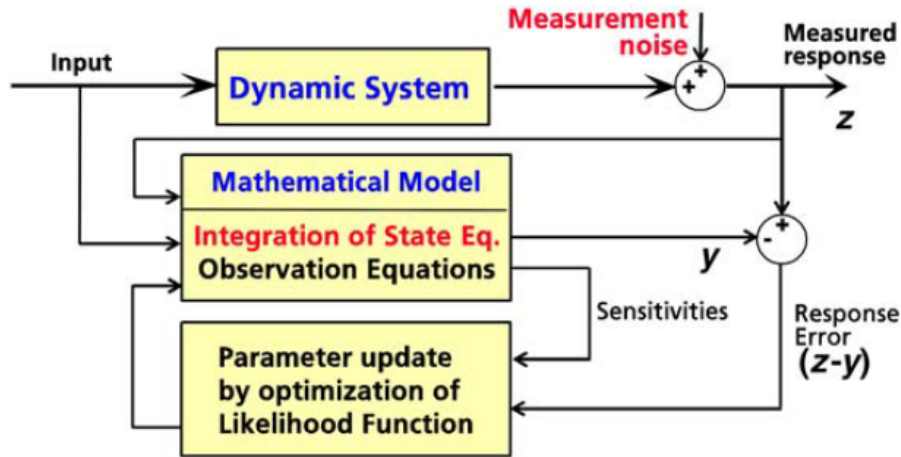 Measurement
noise
Measured
response
Input
Dynamic System
+
+
z
Mathematical Model
Integration of State Eq.
Observation Equations
y
-
+
Sensitivities
Response
Error
(z-y)
Parameter update
by optimization of
Likelihood Function